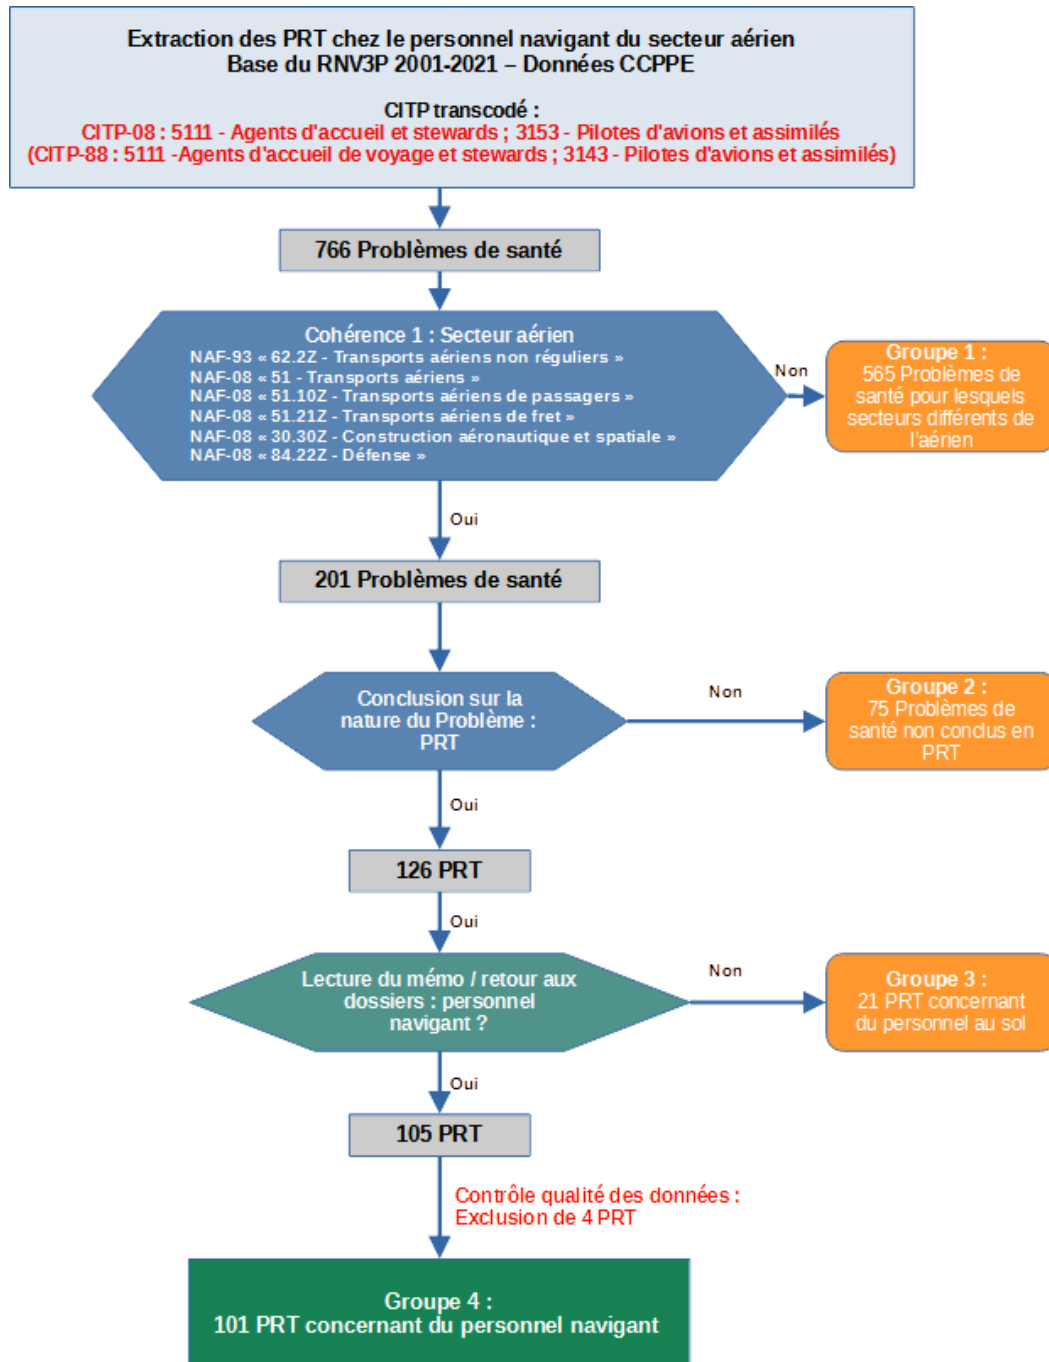 Extraction des PRT chez le personnel navigant du secteur aérien
Base du RNV3P 2001-2021 – Données CCPPE
CITP transcodé :
CITP-08 : 5111 - Agents d'accueil et stewards ; 3153 - Pilotes d'avions et assimilés
(CITP-88 : 5111 -Agents d'accueil de voyage et stewards ; 3143 - Pilotes d'avions et assimilés)
766 Problèmes de santé
Cohérence 1 : Secteur aérien
NAF-93 « 62.2Z - Transports aériens non réguliers »
NAF-08 « 51 - Transports aériens »
NAF-08 « 51.10Z - Transports aériens de passagers »
NAF-08 « 51.21Z - Transports aériens de fret »
NAF-08 « 30.30Z - Construction aéronautique et spatiale »
NAF-08 « 84.22Z - Défense »
Non
Groupe 1 :
565 Problèmes de
santé pour lesquels
secteurs différents de
l'aérien
Oui
201 Problèmes de santé
Conclusion sur la
nature du Problème :
PRT
Non
Groupe 2 :
75 Problèmes de
santé non conclus en
PRT
Oui
126 PRT
Oui
Lecture du mémo / retour aux
dossiers : personnel
navigant ?
Non
Groupe 3 :
21 PRT concernant
du personnel au sol
Oui
105 PRT
Contrôle qualité des données :
Exclusion de 4 PRT
Groupe 4 :
101 PRT concernant du personnel navigant